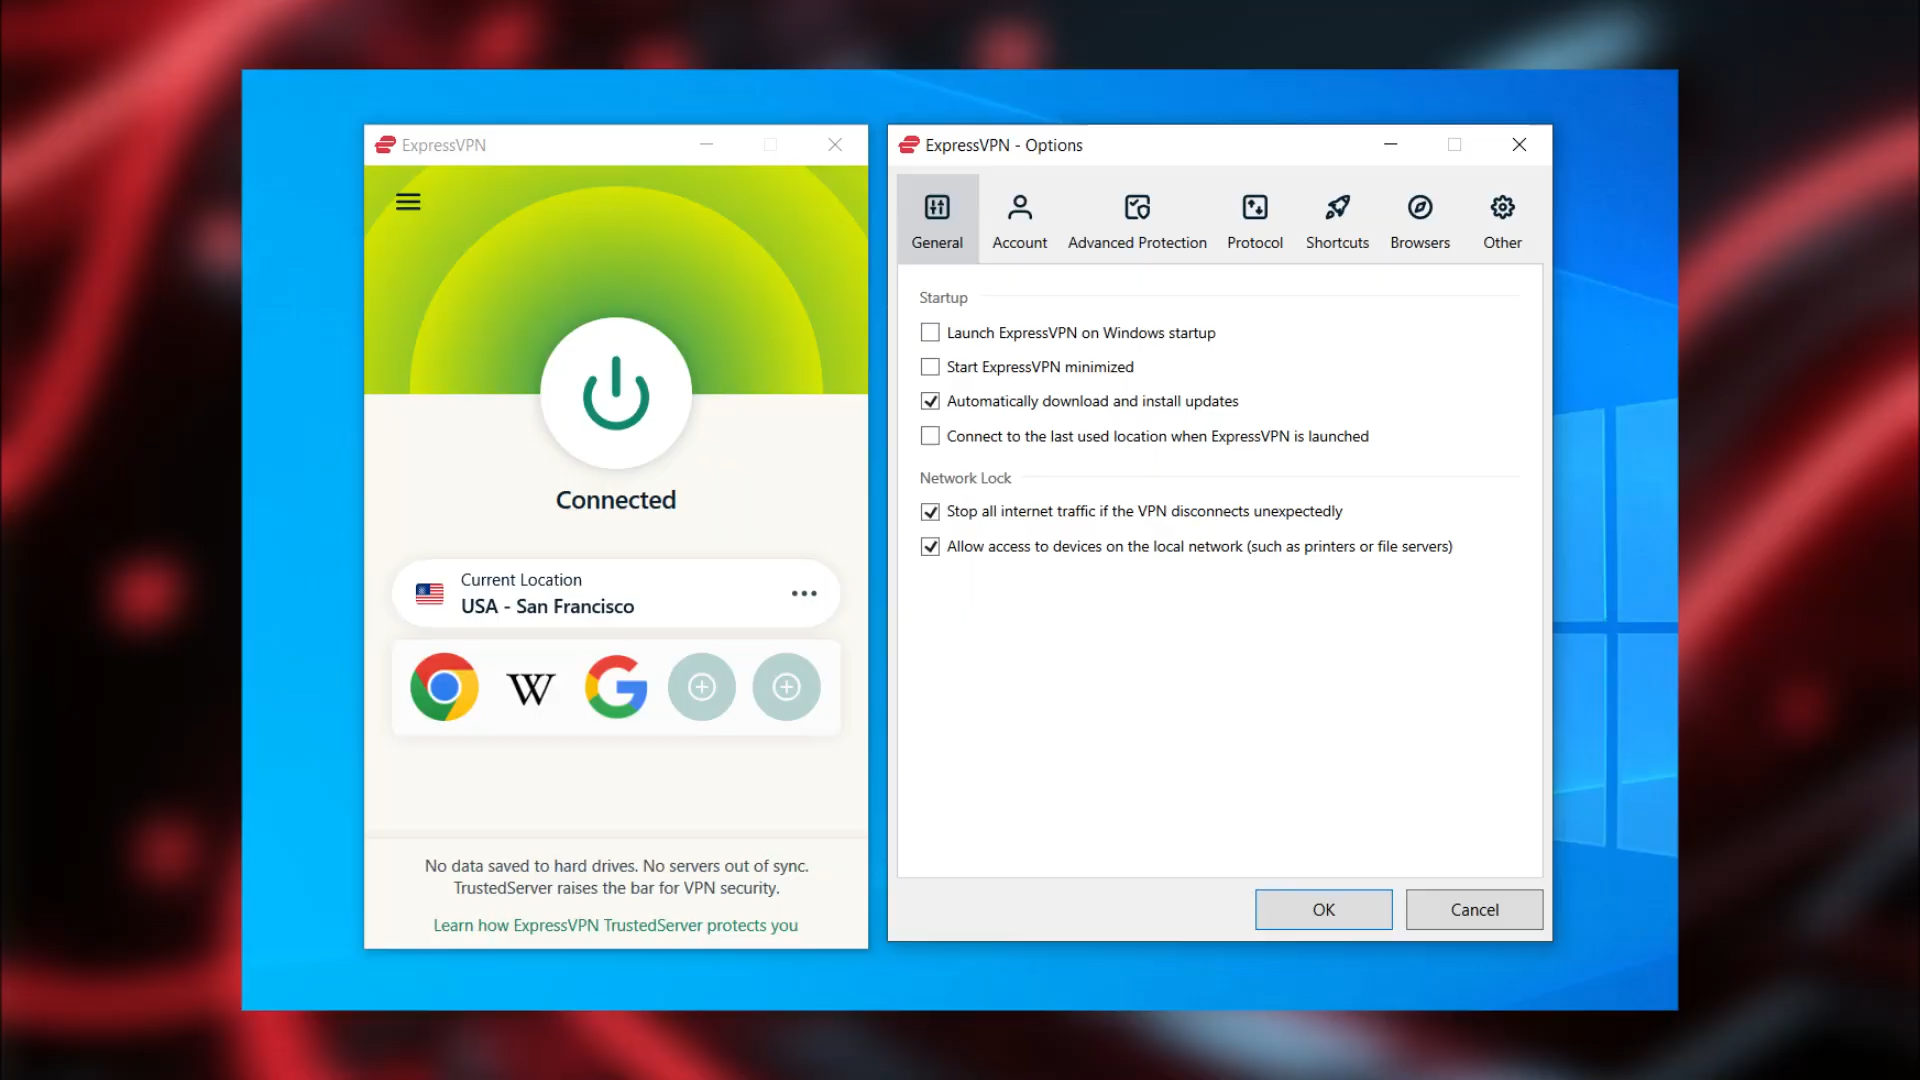 ExpressVPN
Connected
Current Location
USA - San Francisco
W
G
No data saved to hard drives. No servers out of sync.
TrustedServer raises the bar for VPN security.
Learn how ExpressVPN TrustedServer protects you
ExpressVPN - Options
General
Account
Advanced Protection
Protocol
Shortcuts
Browsers
Other
Startup
Launch ExpressVPN on Windows startup
Start ExpressVPN minimized
Automatically download and install updates
Connect to the last used location when ExpressVPN is launched
Network Lock
Stop all internet traffic if the VPN disconnects unexpectedly
Allow access to devices on the local network (such as printers or file servers)
OK
Cancel